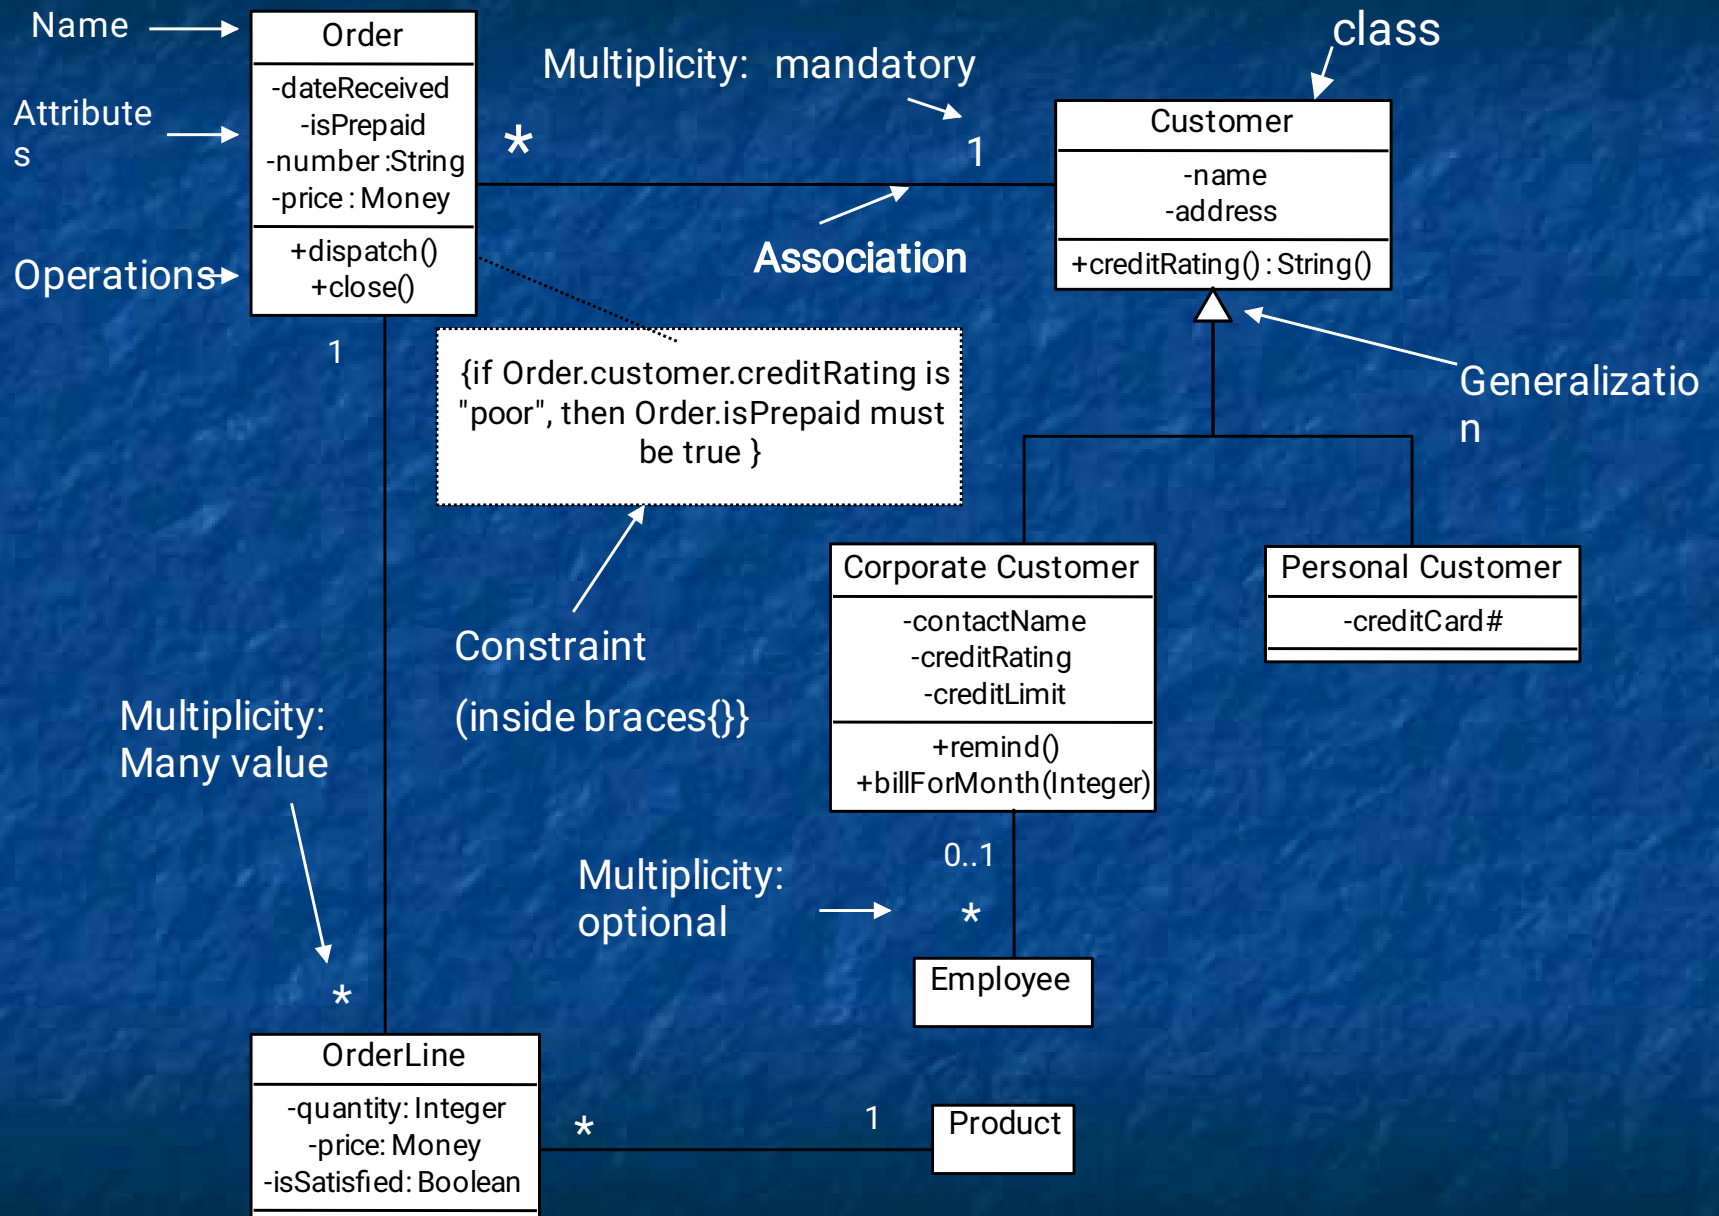 Name
Order
class
Multiplicity: mandatory
-dateReceived
-isPrepaid
-number :String
-price : Money
Attribute
s
*
1
Customer
-name
-address
+creditRating() : String()
Association
+dispatch()
+close()
Operations
1
{if Order.customer.creditRating is
"poor", then Order.isPrepaid must
be true }
Generalizatio
n
Corporate Customer
-contactName
-creditRating
-creditLimit
+remind()
+billForMonth(Integer)
Personal Customer
-creditCard#
Constraint
(inside braces{}}
Multiplicity:
Many value
0..1
Multiplicity:
optional
*
Employee
*
OrderLine
-quantity: Integer
-price: Money
-isSatisfied: Boolean
*
1
Product